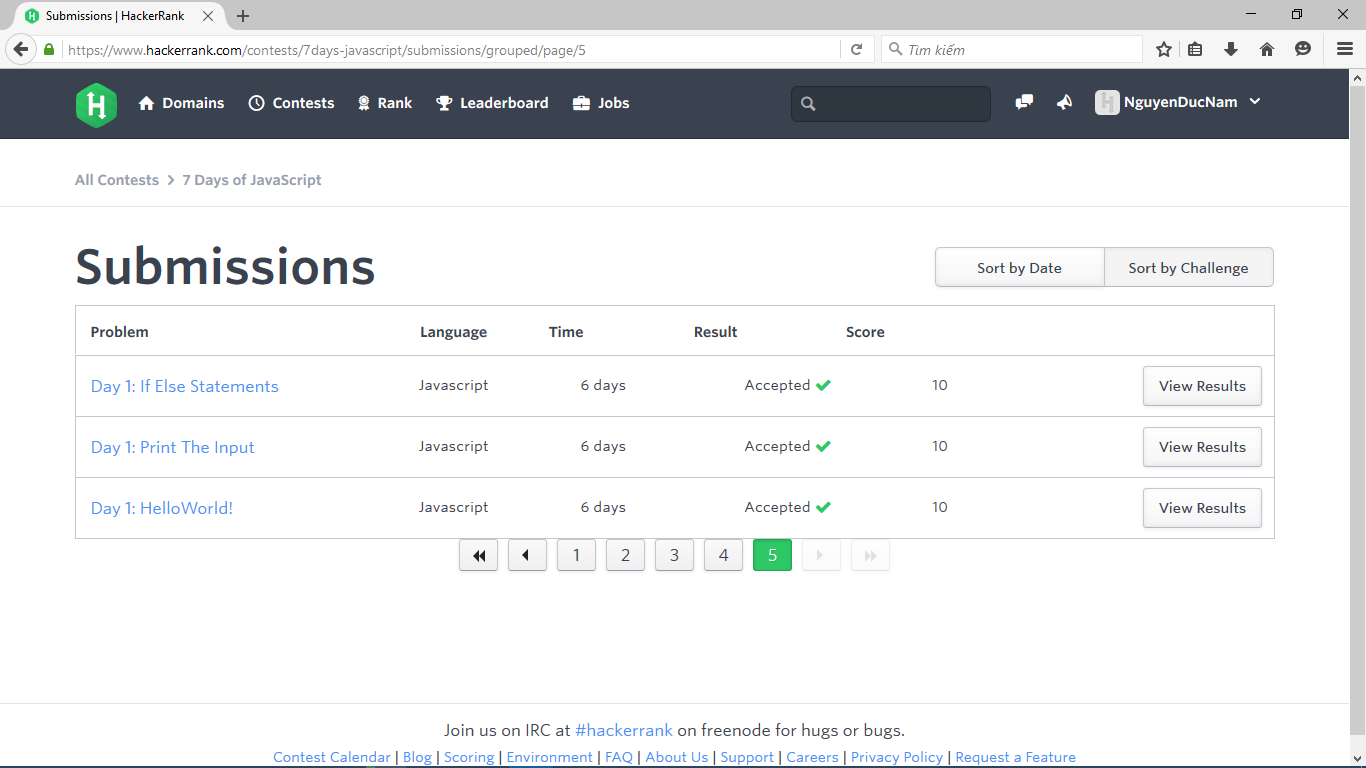 Submissions | HackerRank
https://www.hackerrank.com/contests/7days-javascript/submissions/grouped/page/5
Tìm kiếm
H Domains Contests Rank Leaderboard Jobs
H NguyenDucNam
All Contests > 7 Days of JavaScript
Submissions
Sort by Date Sort by Challenge
Problem Language Time Result Score
Day 1: If Else Statements Javascript 6 days Accepted 10 View Results
Day 1: Print The Input Javascript 6 days Accepted 10 View Results
Day 1: HelloWorld! Javascript 6 days Accepted 10 View Results
1 2 3 4 5
Join us on IRC at #hackerrank on freenode for hugs or bugs.
Contest Calendar | Blog | Scoring | Environment | FAQ | About Us | Support | Careers | Privacy Policy | Request a Feature